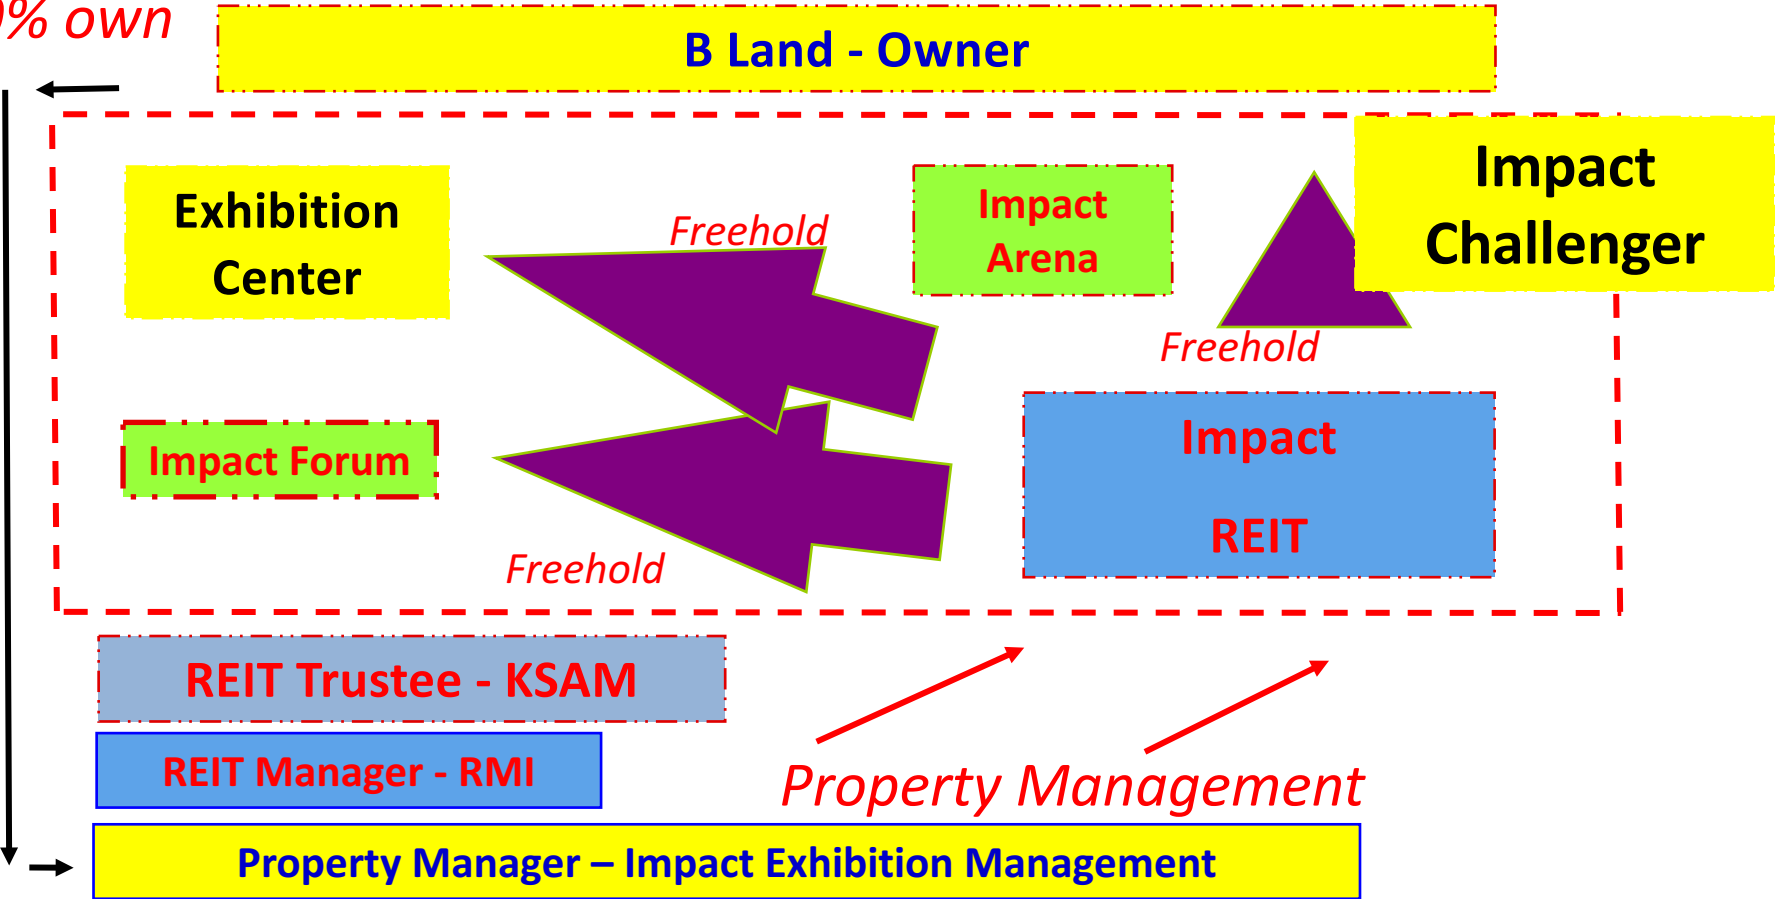 % own
B Land - Owner
Exhibition
Center
Freehold
Impact
Arena
Impact
Challenger
Freehold
Impact Forum
Impact
REIT
Freehold
REIT Trustee - KSAM
REIT Manager - RMI
Property Management
Property Manager – Impact Exhibition Management